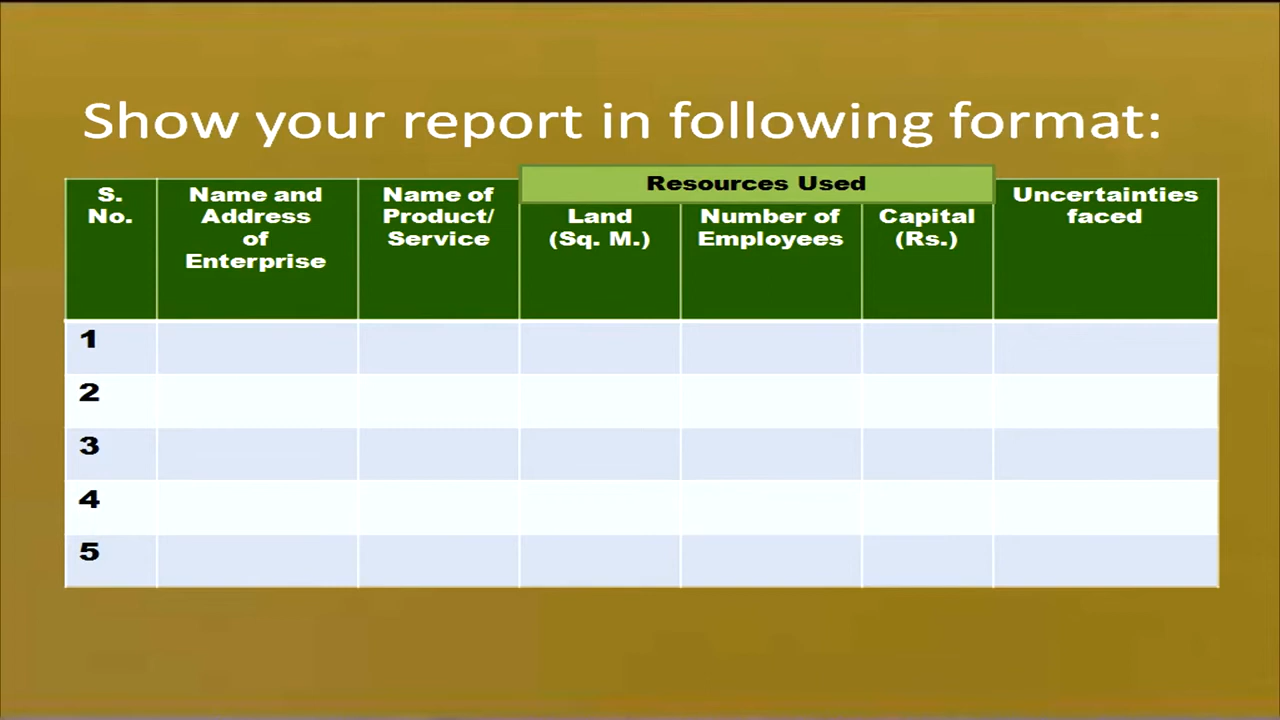 Show your report in following format:
Resources Used
S.
No.
Name and
Address
of
Enterprise
Name of
Product/
Service
Land
(Sq. M.)
Number of
Employees
Capital
(Rs.)
Uncertainties
faced
1
2
3
4
5